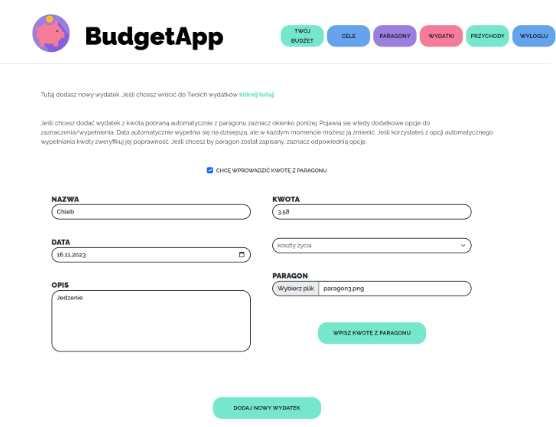 BudgetApp
TWÓJ
BUDŻET
CELE
PARAGONY
WYDATKI
PRZYCHODY
WYLOGUJ
Tutaj dodasz nowy wydatek. Jeśli chcesz wrócić do Twoich wydatków kliknij tutaj.
Jeśli chcesz dodać wydatek z kwotą pobraną automatycznie z paragonu zaznacz okienko poniżej. Pojawią się wtedy dodatkowe opcje do
zaznaczenia/wypełnienia. Data automatycznie wypełnia się na dzisiejszą, ale w każdym momencie możesz ją zmienić. Jeśli korzystałeś z opcji automatycznego
wypełniania kwoty zweryfikuj jej poprawność. Jeśli chcesz by paragon został zapisany, zaznacz odpowiednią opcję.
CHCĘ WPROWADZIĆ KWOTĘ Z PARAGONU
NAZWA
Chleb
KWOTA
3,58
DATA
16.11.2023
koszty życia
OPIS
Jedzenie
PARAGON
Wybierz plik paragon3.png
WPISZ KWOTĘ Z PARAGONU
DODAJ NOWY WYDATEK